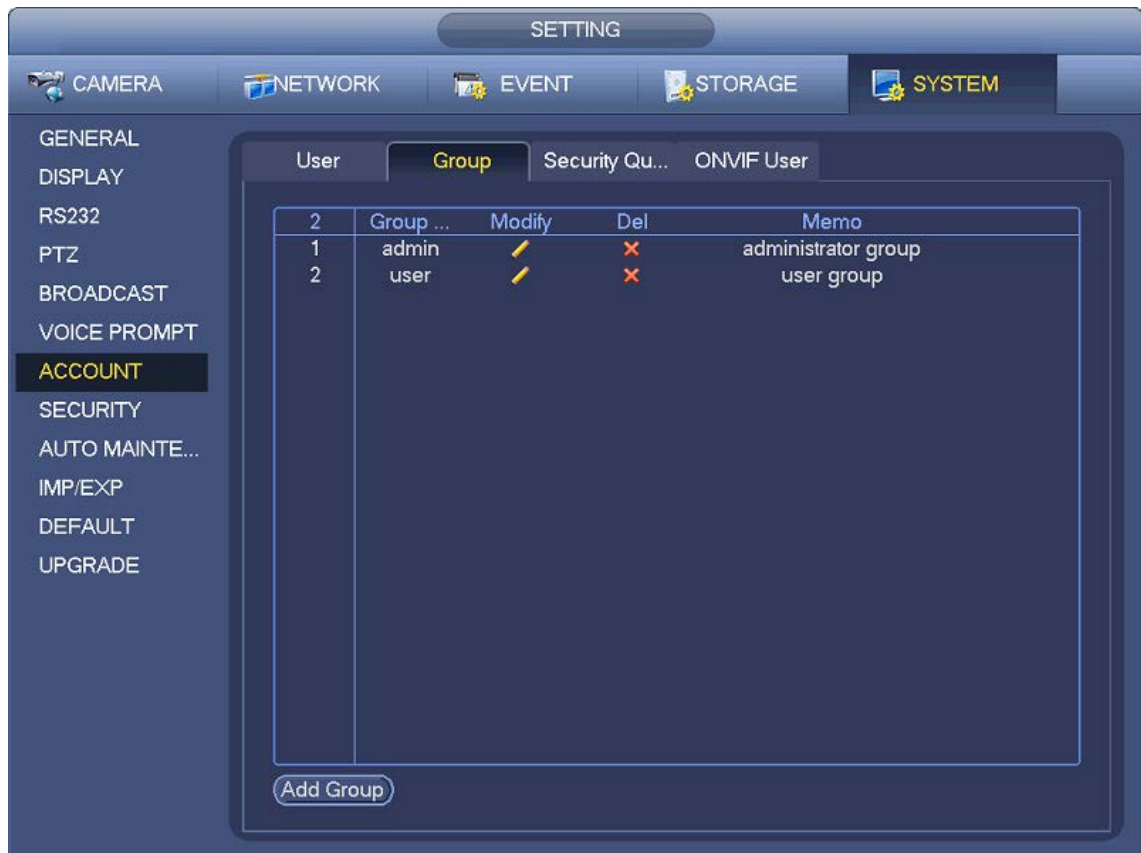 SETTING
CAMERA NETWORK EVENT STORAGE SYSTEM
GENERAL
DISPLAY
RS232
PTZ
BROADCAST
VOICE PROMPT
ACCOUNT
SECURITY
AUTO MAINTE...
IMP/EXP
DEFAULT
UPGRADE
User Group Security Qu... ONVIF User
2 Group ... Modify Del Memo
1 admin administrator group
2 user user group
Add Group